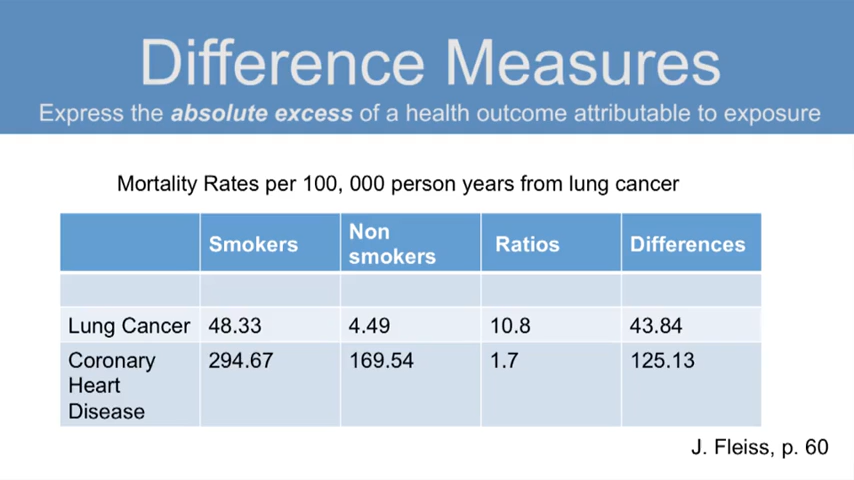 Difference Measures
Express the absolute excess of a health outcome attributable to exposure
Mortality Rates per 100, 000 person years from lung cancer
Smokers Non smokers Ratios Differences
Lung Cancer 48.33 4.49 10.8 43.84
Coronary Heart Disease 294.67 169.54 1.7 125.13
J. Fleiss, p. 60